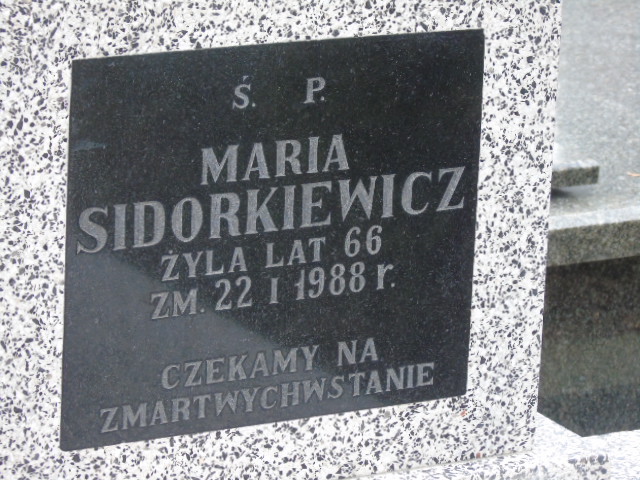 Ś. P.
MARIA
SIDORKIEWICZ
ŻYLA LAT 66
ZM. 22 I 1988 r.
CZEKAMY NA
ZMARTWYCHWSTANIE